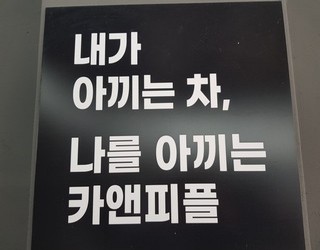 내가
아끼는 차,
나를 아끼는
카앤피플